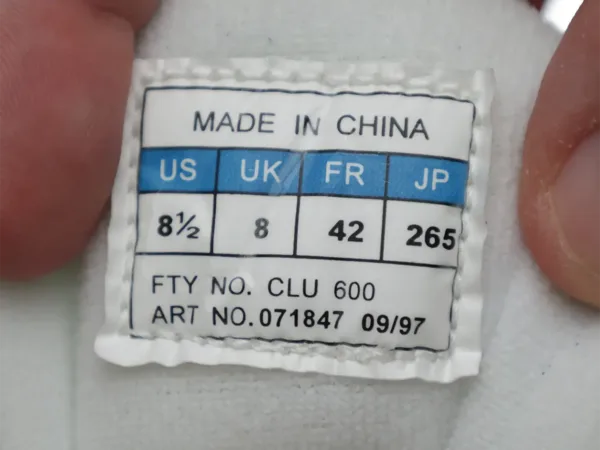 MADE IN CHINA
US UK FR JP
8½ 8 42 265
FTY NO. CLU 600
ART NO. 071847 09/97